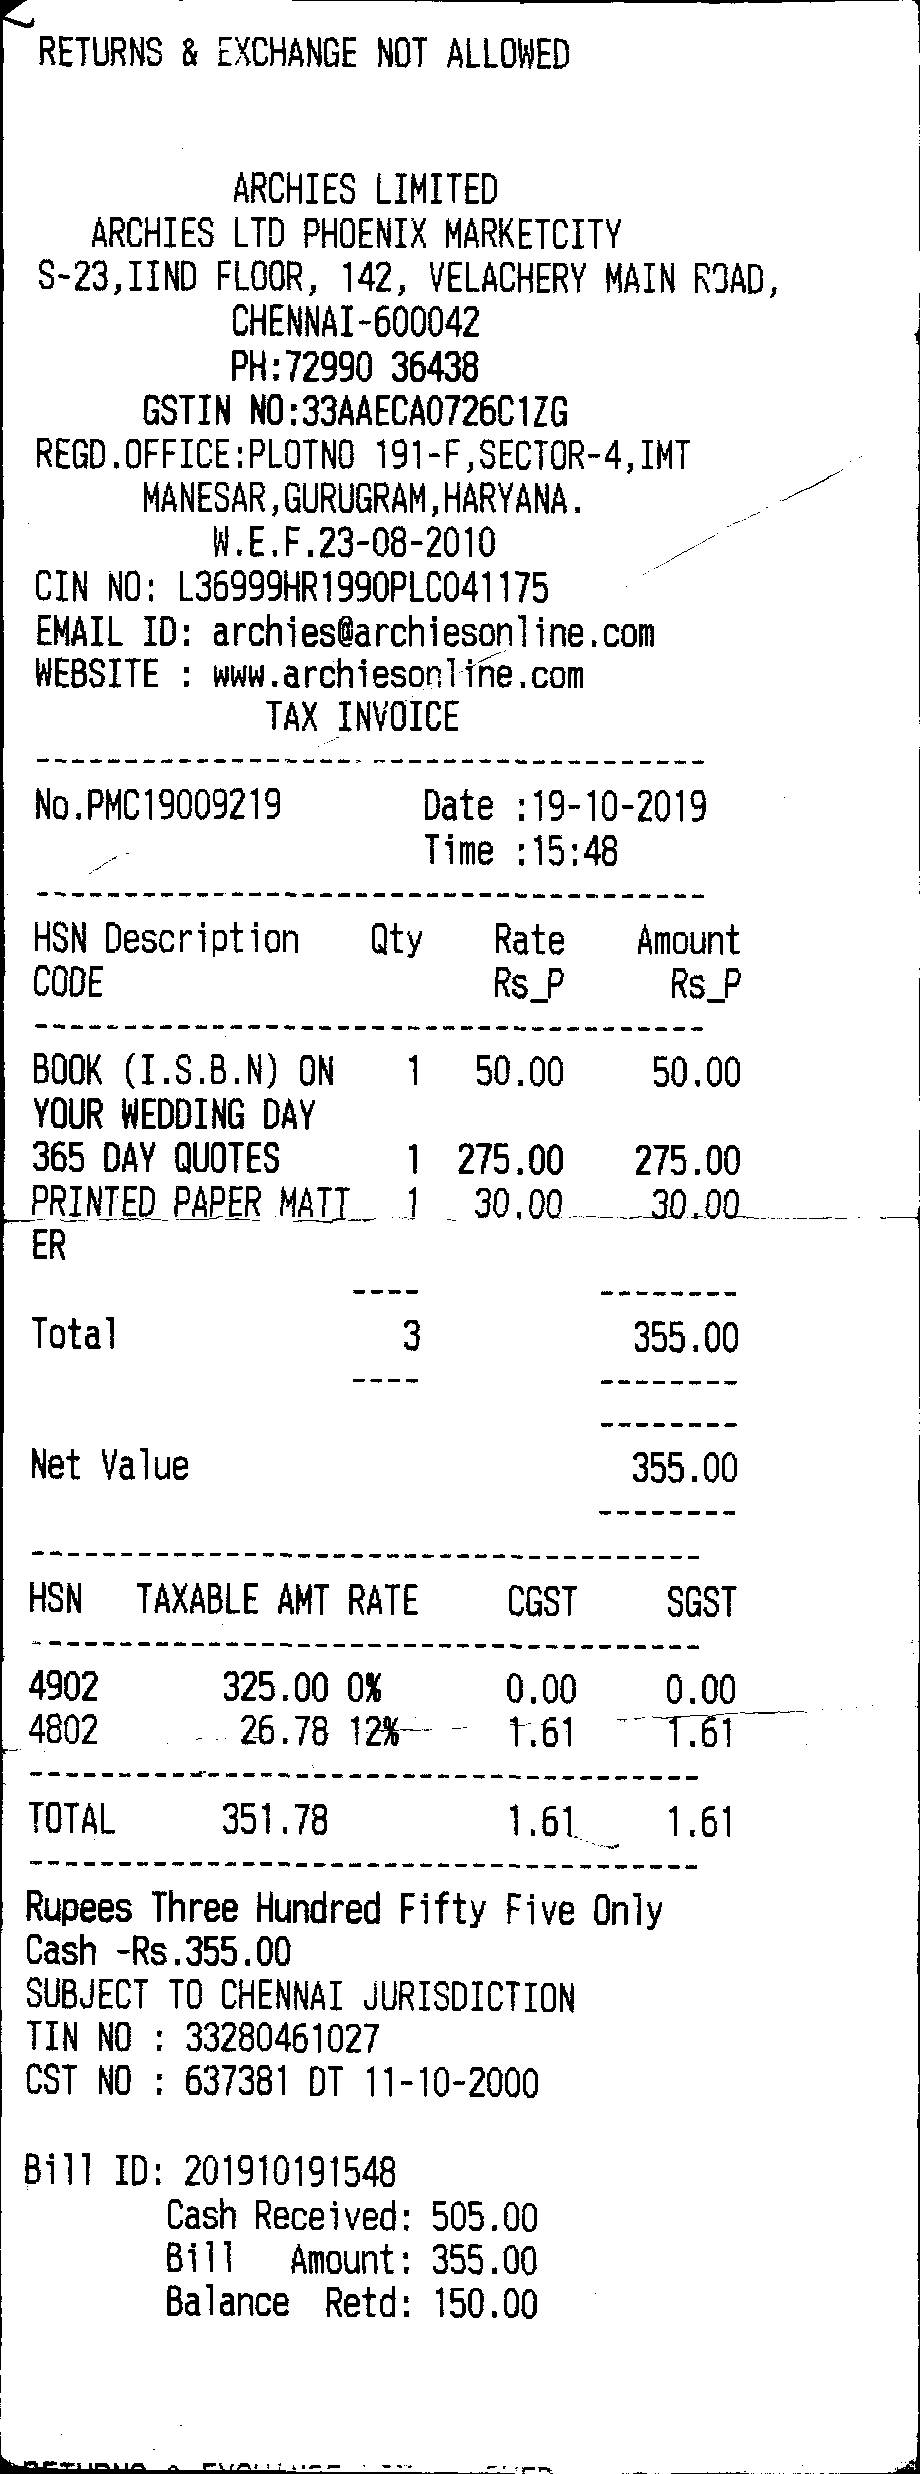 RETURNS & EXCHANGE NOT ALLOWED
ARCHIES LIMITED
ARCHIES LTD PHOENIX MARKETCITY
S-23,IIND FLOOR, 142, VELACHERY MAIN ROAD,
CHENNAI-600042
PH:72990 36438
GSTIN NO:33AAECA0726C1ZG
REGD.OFFICE:PLOTNO 191-F,SECTOR-4,IMT
MANESAR,GURUGRAM,HARYANA.
W.E.F.23-08-2010
CIN NO: L36999HR1990PLC041175
EMAIL ID: archies@archiesonline.com
WEBSITE : www.archiesonline.com
TAX INVOICE
--------------------------------------
No.PMC19009219 Date :19-10-2019
Time :15:48
--------------------------------------
HSN Description Qty Rate Amount
CODE Rs_P Rs_P
--------------------------------------
BOOK (I.S.B.N) ON 1 50.00 50.00
YOUR WEDDING DAY
365 DAY QUOTES 1 275.00 275.00
PRINTED PAPER MATT 1 30.00 30.00
ER
---- --------
Total 3 355.00
---- --------
--------
Net Value 355.00
--------
--------------------------------------
HSN TAXABLE AMT RATE CGST SGST
--------------------------------------
4902 325.00 0% 0.00 0.00
4802 26.78 12% 1.61 1.61
--------------------------------------
TOTAL 351.78 1.61 1.61
--------------------------------------
Rupees Three Hundred Fifty Five Only
Cash -Rs.355.00
SUBJECT TO CHENNAI JURISDICTION
TIN NO : 33280461027
CST NO : 637381 DT 11-10-2000
Bill ID: 201910191548
Cash Received: 505.00
Bill Amount: 355.00
Balance Retd: 150.00